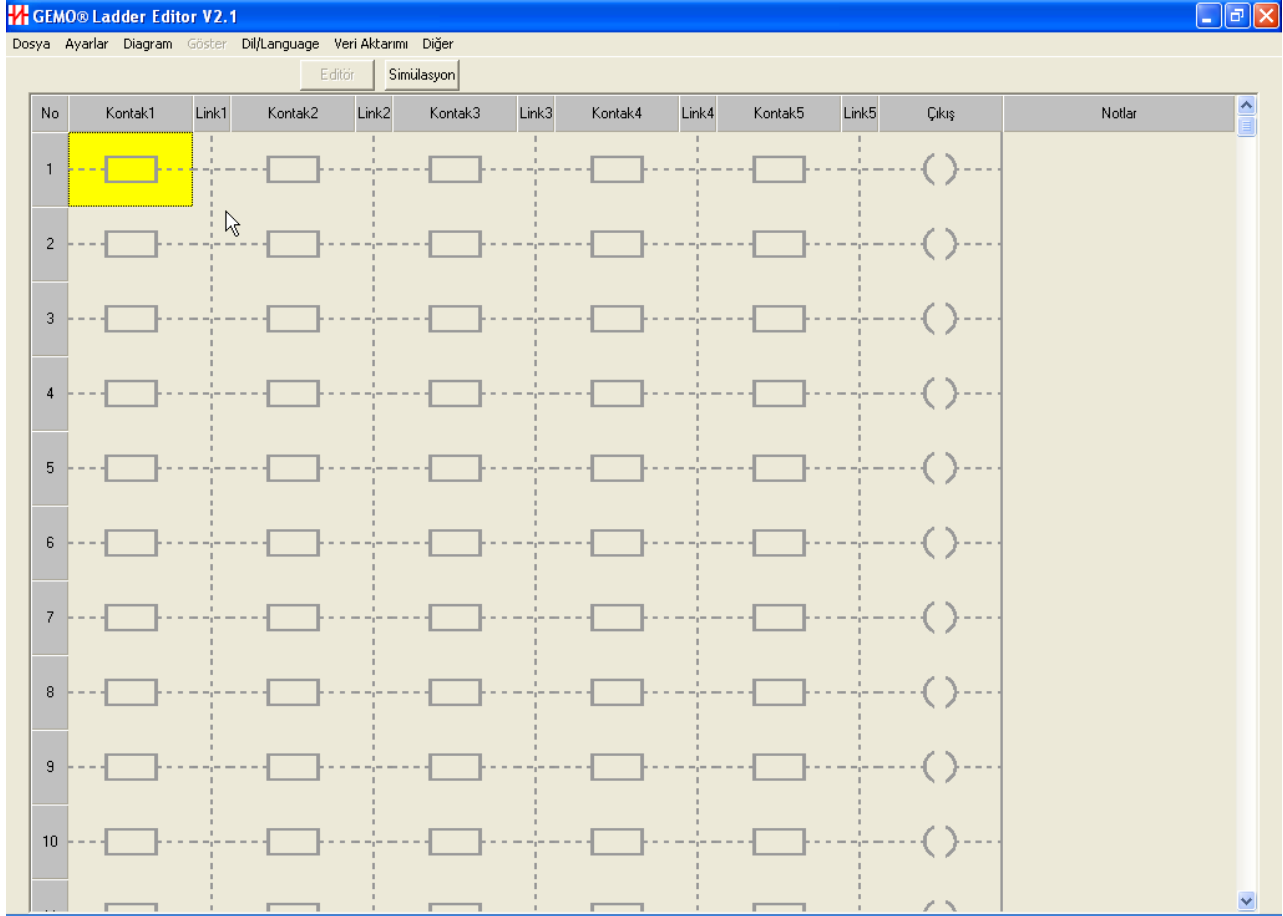 GEMO® Ladder Editor V2.1
Dosya Ayarlar Diagram Göster Dil/Language Veri Aktarımı Diğer
Editör Simülasyon
No Kontak1 Link1 Kontak2 Link2 Kontak3 Link3 Kontak4 Link4 Kontak5 Link5 Çıkış Notlar
1
2
3
4
5
6
7
8
9
10